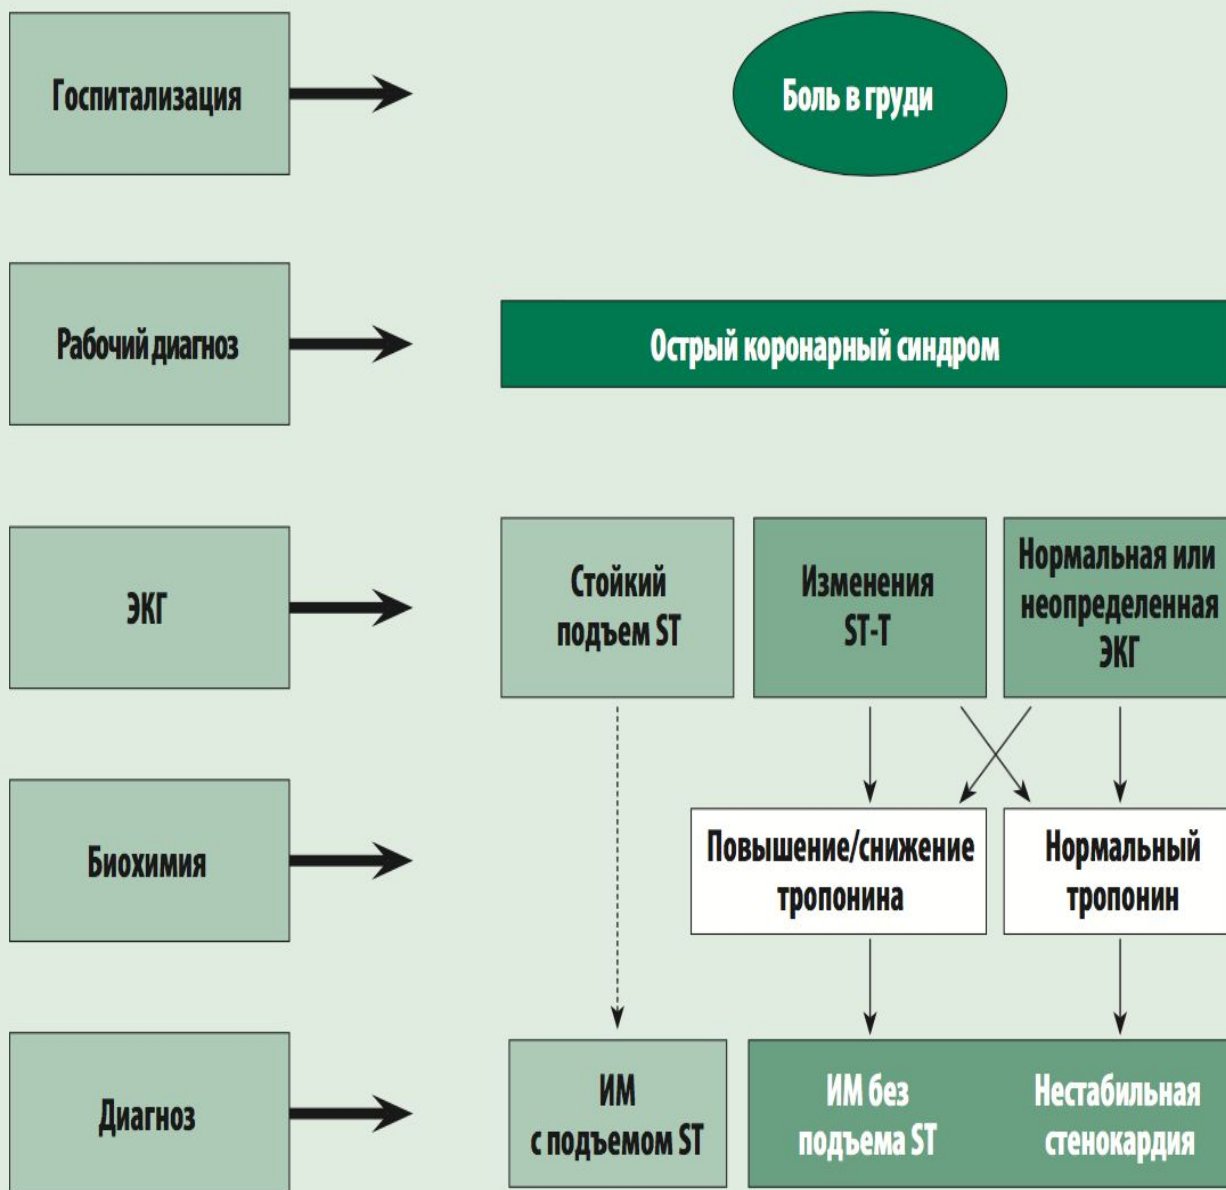 Госпитализация
Боль в груди
Рабочий диагноз
Острый коронарный синдром
ЭКГ
Стойкий
подъем ST
Изменения
ST-T
Нормальная или
неопределенная
ЭКГ
Биохимия
Повышение/снижение
тропонина
Нормальный
тропонин
Диагноз
ИМ
с подъемом ST
ИМ без
подъема ST
Нестабильная
стенокардия